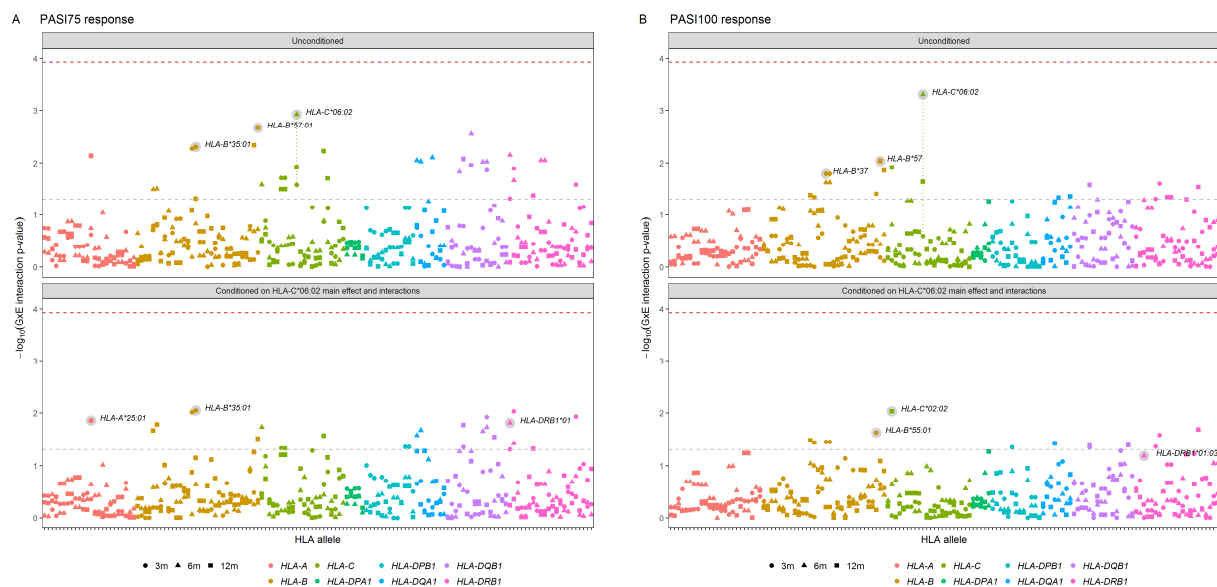 A PASI75 response
B PASI100 response
Unconditioned
Unconditioned
4
3
2
1
0
HLA-C*06:02
HLA-B*57:01
HLA-B*35:01
4
3
2
1
0
HLA-C*06:02
HLA-B*57
HLA-B*37
−log10(GxE interaction p-value)
−log10(GxE interaction p-value)
Conditioned on HLA-C*06:02 main effect and interactions
Conditioned on HLA-C*06:02 main effect and interactions
4
3
2
1
0
HLA-A*25:01
HLA-B*35:01
HLA-DRB1*01
4
3
2
1
0
HLA-C*02:02
HLA-B*55:01
HLA-DRB1*01:03
HLA allele
HLA allele
3m 6m 12m HLA-A HLA-C HLA-DPB1 HLA-DQB1
HLA-B HLA-DPA1 HLA-DQA1 HLA-DRB1
3m 6m 12m HLA-A HLA-C HLA-DPB1 HLA-DQB1
HLA-B HLA-DPA1 HLA-DQA1 HLA-DRB1